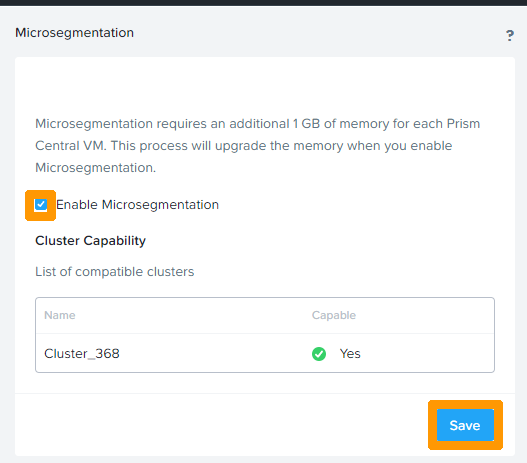 Microsegmentation
?
Microsegmentation requires an additional 1 GB of memory for each Prism
Central VM. This process will upgrade the memory when you enable
Microsegmentation.
Enable Microsegmentation
Cluster Capability
List of compatible clusters
Name Capable
Cluster_368 Yes
Save